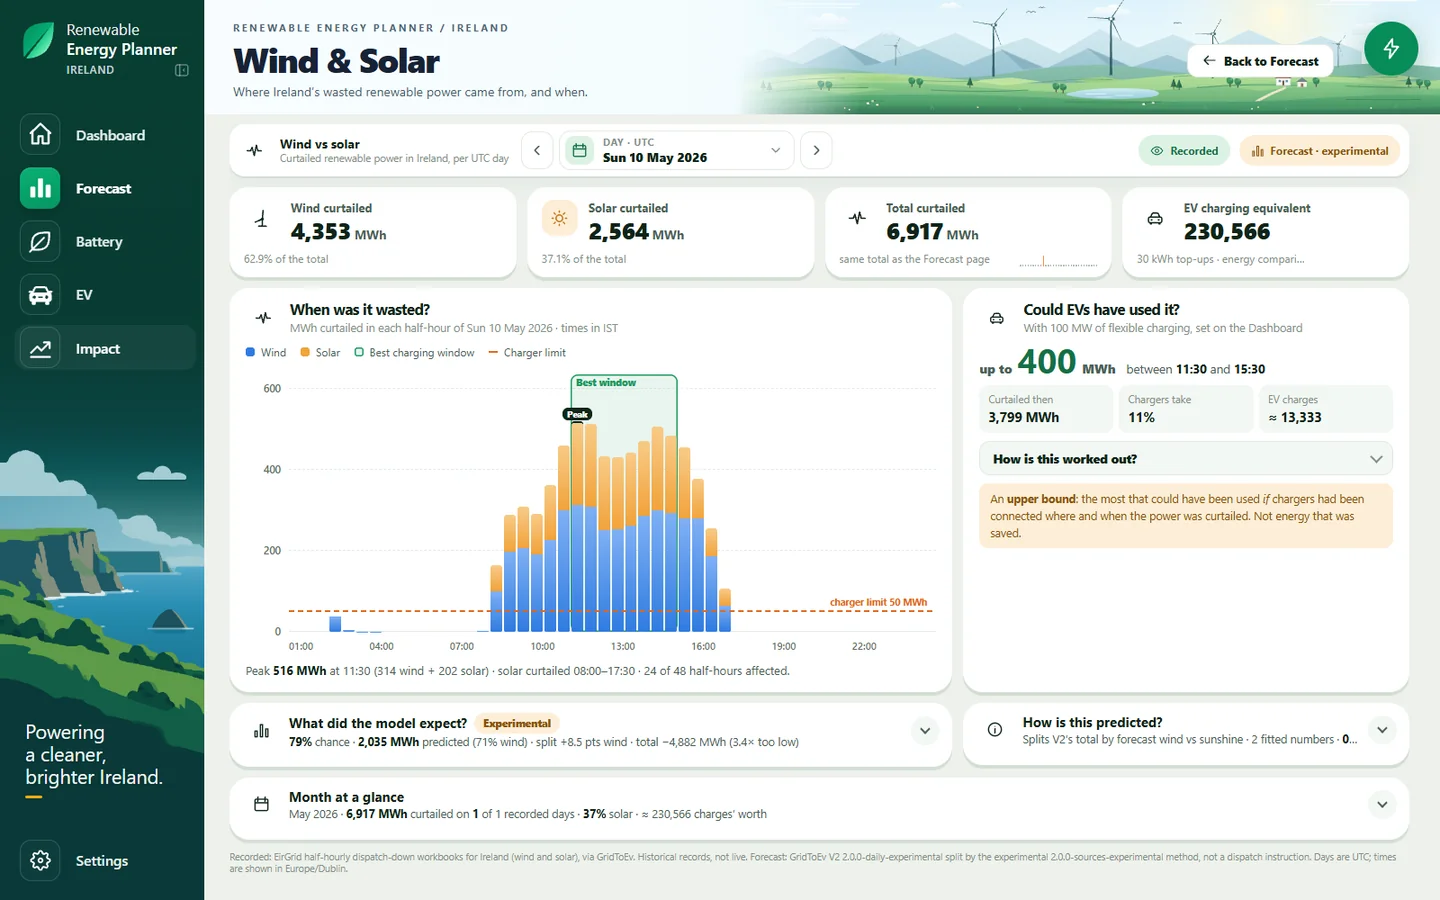 Renewable
Energy Planner
IRELAND
Dashboard
Forecast
Battery
EV
Impact
Powering
a cleaner,
brighter Ireland.
Settings
RENEWABLE ENERGY PLANNER / IRELAND
Wind & Solar
Where Ireland's wasted renewable power came from, and when.
← Back to Forecast
Wind vs solar
Curtailed renewable power in Ireland, per UTC day
DAY · UTC
Sun 10 May 2026
Recorded
Forecast · experimental
Wind curtailed
4,353 MWh
62.9% of the total
Solar curtailed
2,564 MWh
37.1% of the total
Total curtailed
6,917 MWh
same total as the Forecast page
EV charging equivalent
230,566
30 kWh top-ups · energy compari...
When was it wasted?
MWh curtailed in each half-hour of Sun 10 May 2026 · times in IST
Wind Solar Best charging window Charger limit
600
400
200
0
Best window
Peak
charger limit 50 MWh
01:00 04:00 07:00 10:00 13:00 16:00 19:00 22:00
Peak 516 MWh at 11:30 (314 wind + 202 solar) · solar curtailed 08:00–17:30 · 24 of 48 half-hours affected.
Could EVs have used it?
With 100 MW of flexible charging, set on the Dashboard
up to 400 MWh between 11:30 and 15:30
Curtailed then
3,799 MWh
Chargers take
11%
EV charges
≈ 13,333
How is this worked out?
An upper bound: the most that could have been used if chargers had been
connected where and when the power was curtailed. Not energy that was
saved.
What did the model expect? Experimental
79% chance · 2,035 MWh predicted (71% wind) · split +8.5 pts wind · total −4,882 MWh (3.4× too low)
How is this predicted?
Splits V2's total by forecast wind vs sunshine · 2 fitted numbers · 0...
Month at a glance
May 2026 · 6,917 MWh curtailed on 1 of 1 recorded days · 37% solar · ≈ 230,566 charges' worth
Recorded: EirGrid half-hourly dispatch-down workbooks for Ireland (wind and solar), via GridToEv. Historical records, not live. Forecast: GridToEv V2 2.0.0-daily-experimental split by the experimental 2.0.0-sources-experimental method, not a dispatch instruction. Days are UTC; times
are shown in Europe/Dublin.